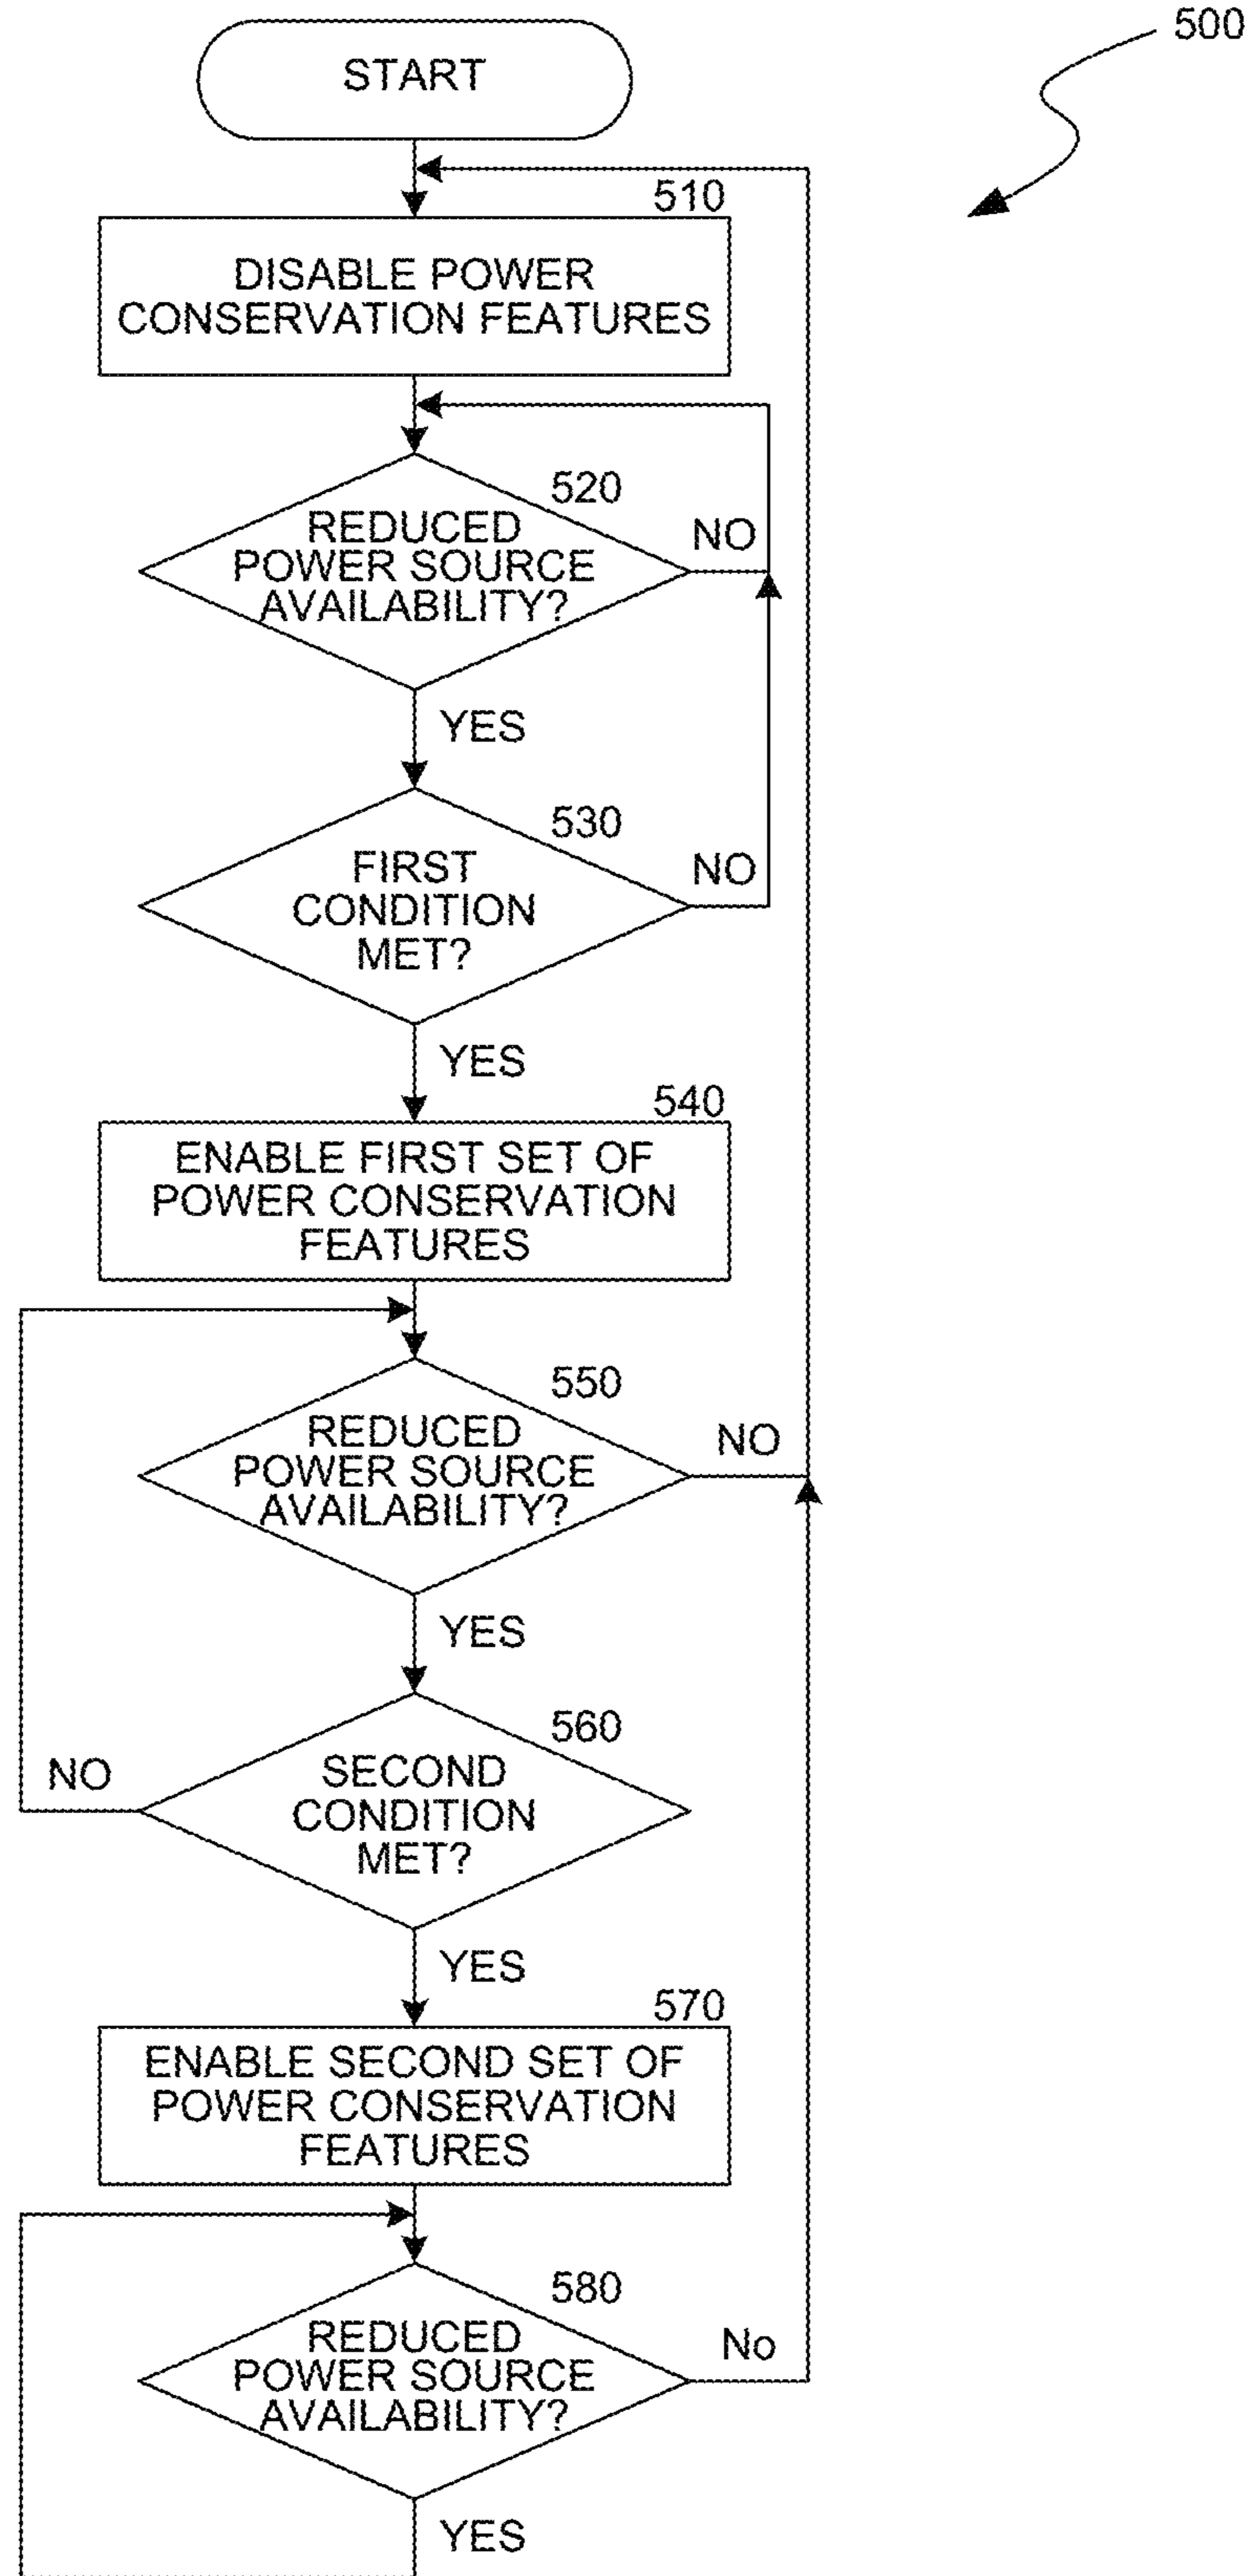 500
START
510
DISABLE POWER
CONSERVATION FEATURES
520
REDUCED
POWER SOURCE
AVAILABILITY?
NO
YES
530
FIRST
CONDITION
MET?
NO
YES
540
ENABLE FIRST SET OF
POWER CONSERVATION
FEATURES
550
REDUCED
POWER SOURCE
AVAILABILITY?
NO
YES
560
SECOND
CONDITION
MET?
NO
YES
570
ENABLE SECOND SET OF
POWER CONSERVATION
FEATURES
580
REDUCED
POWER SOURCE
AVAILABILITY?
No
YES